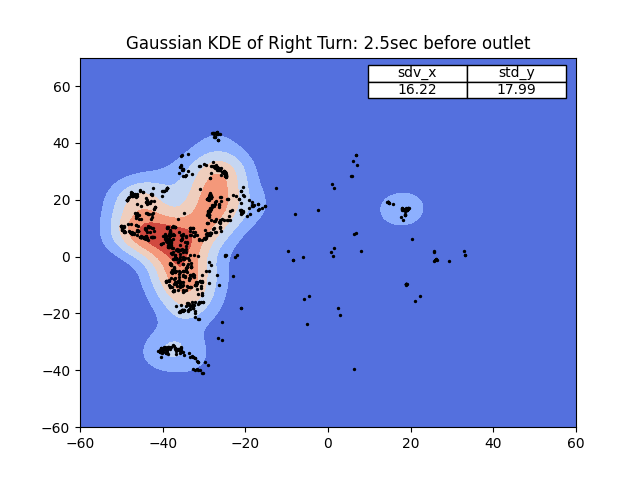 Gaussian KDE of Right Turn: 2.5sec before outlet
sdv_x std_y
16.22 17.99
60
40
20
0
−20
−40
−60
−60 −40 −20 0 20 40 60